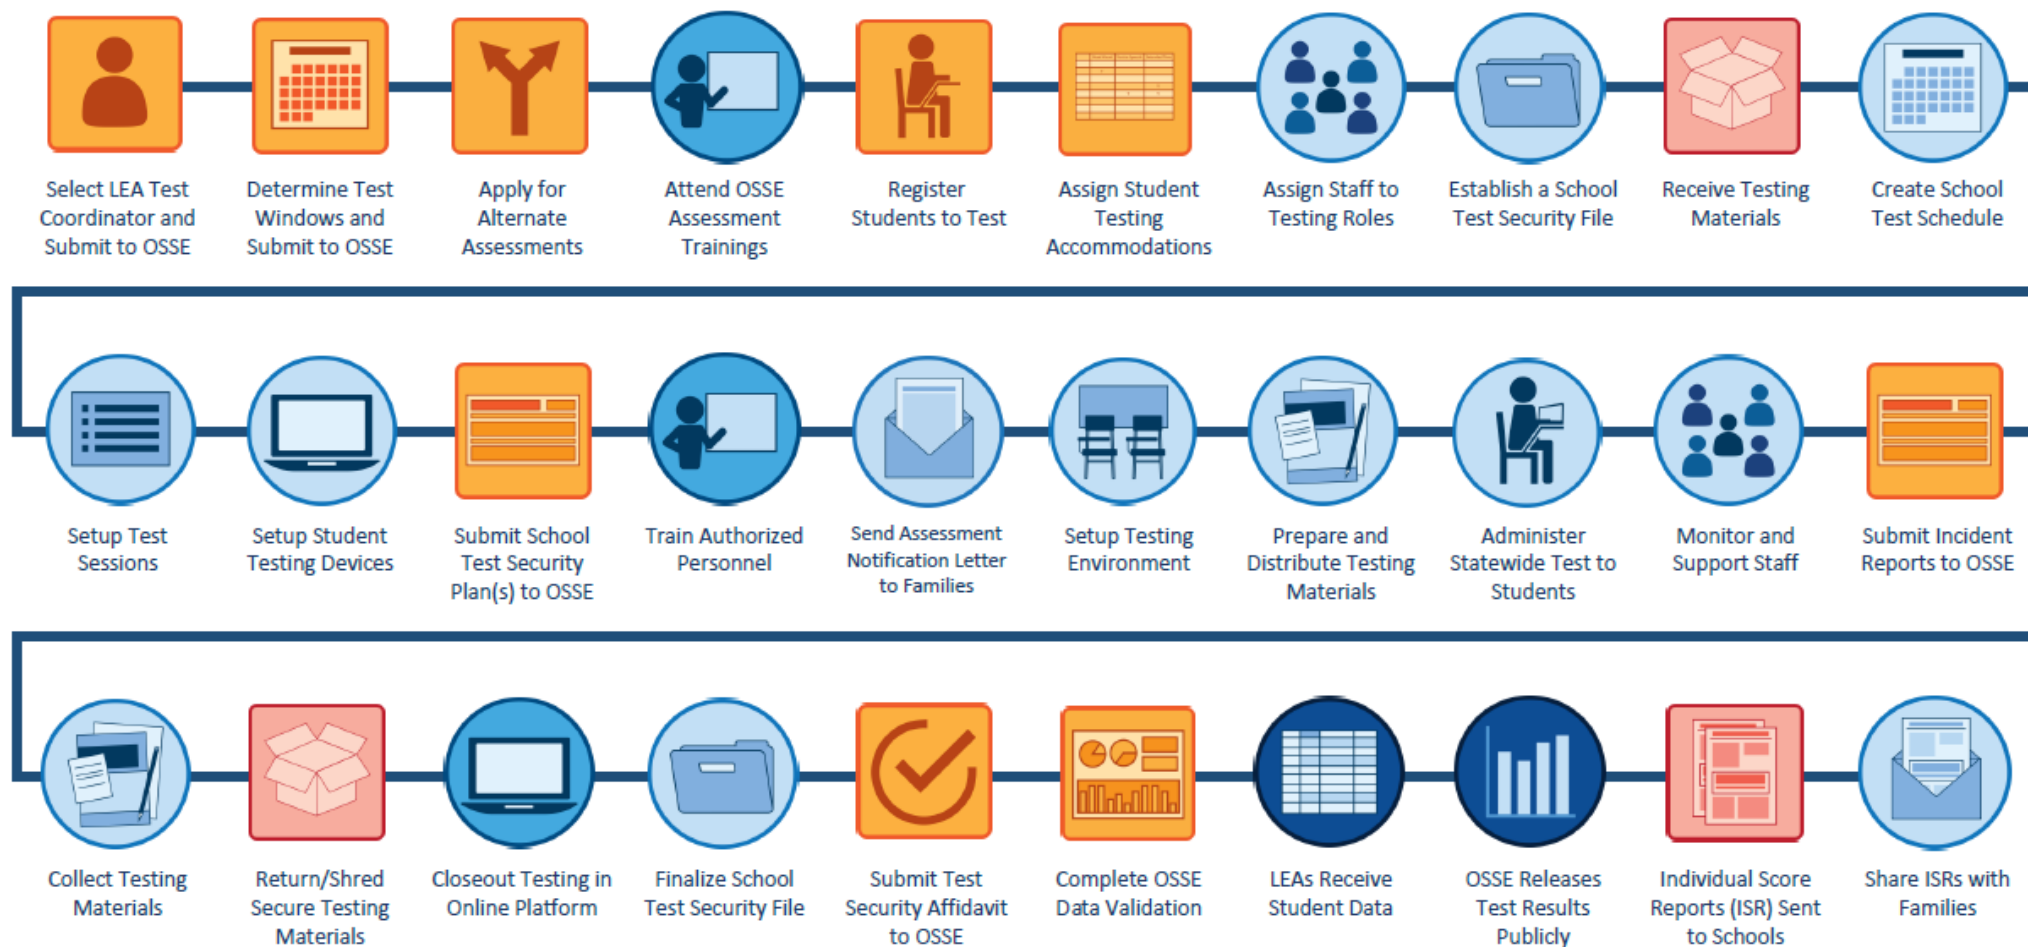 Select LEA Test
Coordinator and
Submit to OSSE
Determine Test
Windows and
Submit to OSSE
Apply for
Alternate
Assessments
Attend OSSE
Assessment
Trainings
Register
Students to Test
Assign Student
Testing
Accommodations
Assign Staff to
Testing Roles
Establish a School
Test Security File
Receive Testing
Materials
Create School
Test Schedule
Setup Test
Sessions
Setup Student
Testing Devices
Submit School
Test Security
Plan(s) to OSSE
Train Authorized
Personnel
Send Assessment
Notification Letter
to Families
Setup Testing
Environment
Prepare and
Distribute Testing
Materials
Administer
Statewide Test to
Students
Monitor and
Support Staff
Submit Incident
Reports to OSSE
Collect Testing
Materials
Return/Shred
Secure Testing
Materials
Closeout Testing in
Online Platform
Finalize School
Test Security File
Submit Test
Security Affidavit
to OSSE
Complete OSSE
Data Validation
LEAs Receive
Student Data
OSSE Releases
Test Results
Publicly
Individual Score
Reports (ISR) Sent
to Schools
Share ISRs with
Families